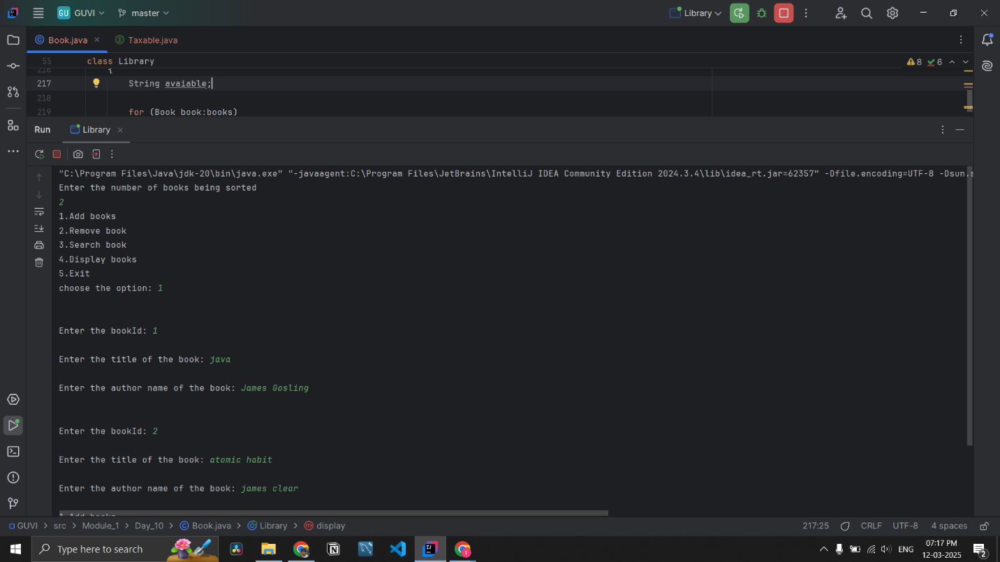 GU GUVI master Library
Book.java Taxable.java
55 class Library 8 6
216 {
217 String avaiable;
218
219 for (Book book:books)
Run Library
"C:\Program Files\Java\jdk-20\bin\java.exe" "-javaagent:C:\Program Files\JetBrains\IntelliJ IDEA Community Edition 2024.3.4\lib\idea_rt.jar=62357" -Dfile.encoding=UTF-8 -Dsun.s
Enter the number of books being sorted
2
1.Add books
2.Remove book
3.Search book
4.Display books
5.Exit
choose the option: 1
Enter the bookId: 1
Enter the title of the book: java
Enter the author name of the book: James Gosling
Enter the bookId: 2
Enter the title of the book: atomic habit
Enter the author name of the book: james clear
1.Add books
GUVI > src > Module_1 > Day_10 > Book.java > Library > display 217:25 CRLF UTF-8 4 spaces
Type here to search ENG 07:17 PM
12-03-2025 2